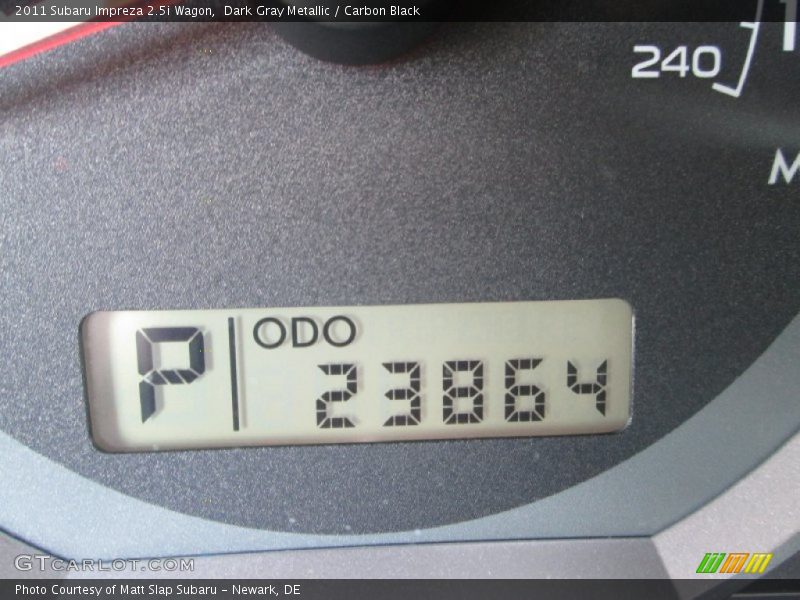 2011 Subaru Impreza 2.5i Wagon, Dark Gray Metallic / Carbon Black
240
M
P ODO
23864
GTCARLOT.COM
Photo Courtesy of Matt Slap Subaru - Newark, DE